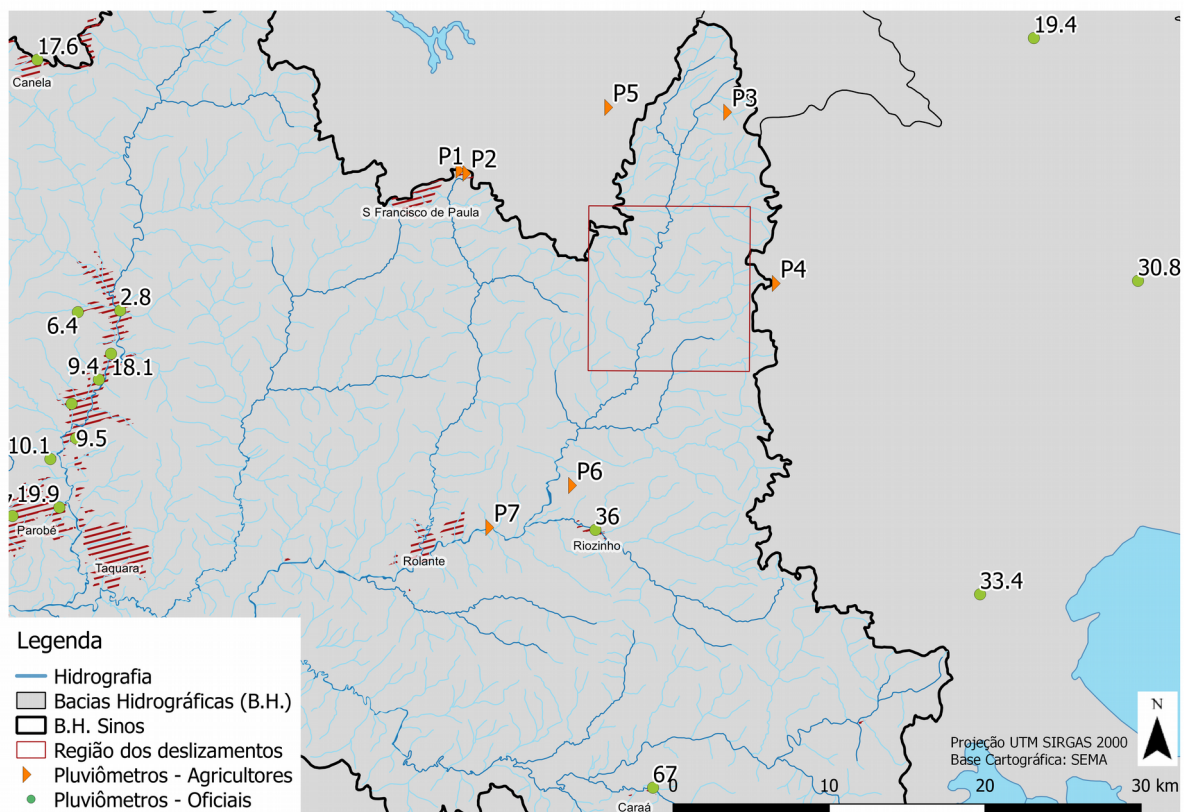 19.4
17.6
Canela
P5
P3
P1 P2
S Francisco de Paula
P4
30.8
2.8
6.4
9.4 18.1
9.5
10.1
P6
19.9
P7
36
Parobé
Riozinho
Rolante
Taquara
33.4
Legenda
Hidrografia
Bacias Hidrográficas (B.H.)
B.H. Sinos
Região dos deslizamentos
Pluviômetros - Agricultores
Pluviômetros - Oficiais
N
Projeção UTM SIRGAS 2000
Base Cartográfica: SEMA
67
Caraá
0 10 20 30 km